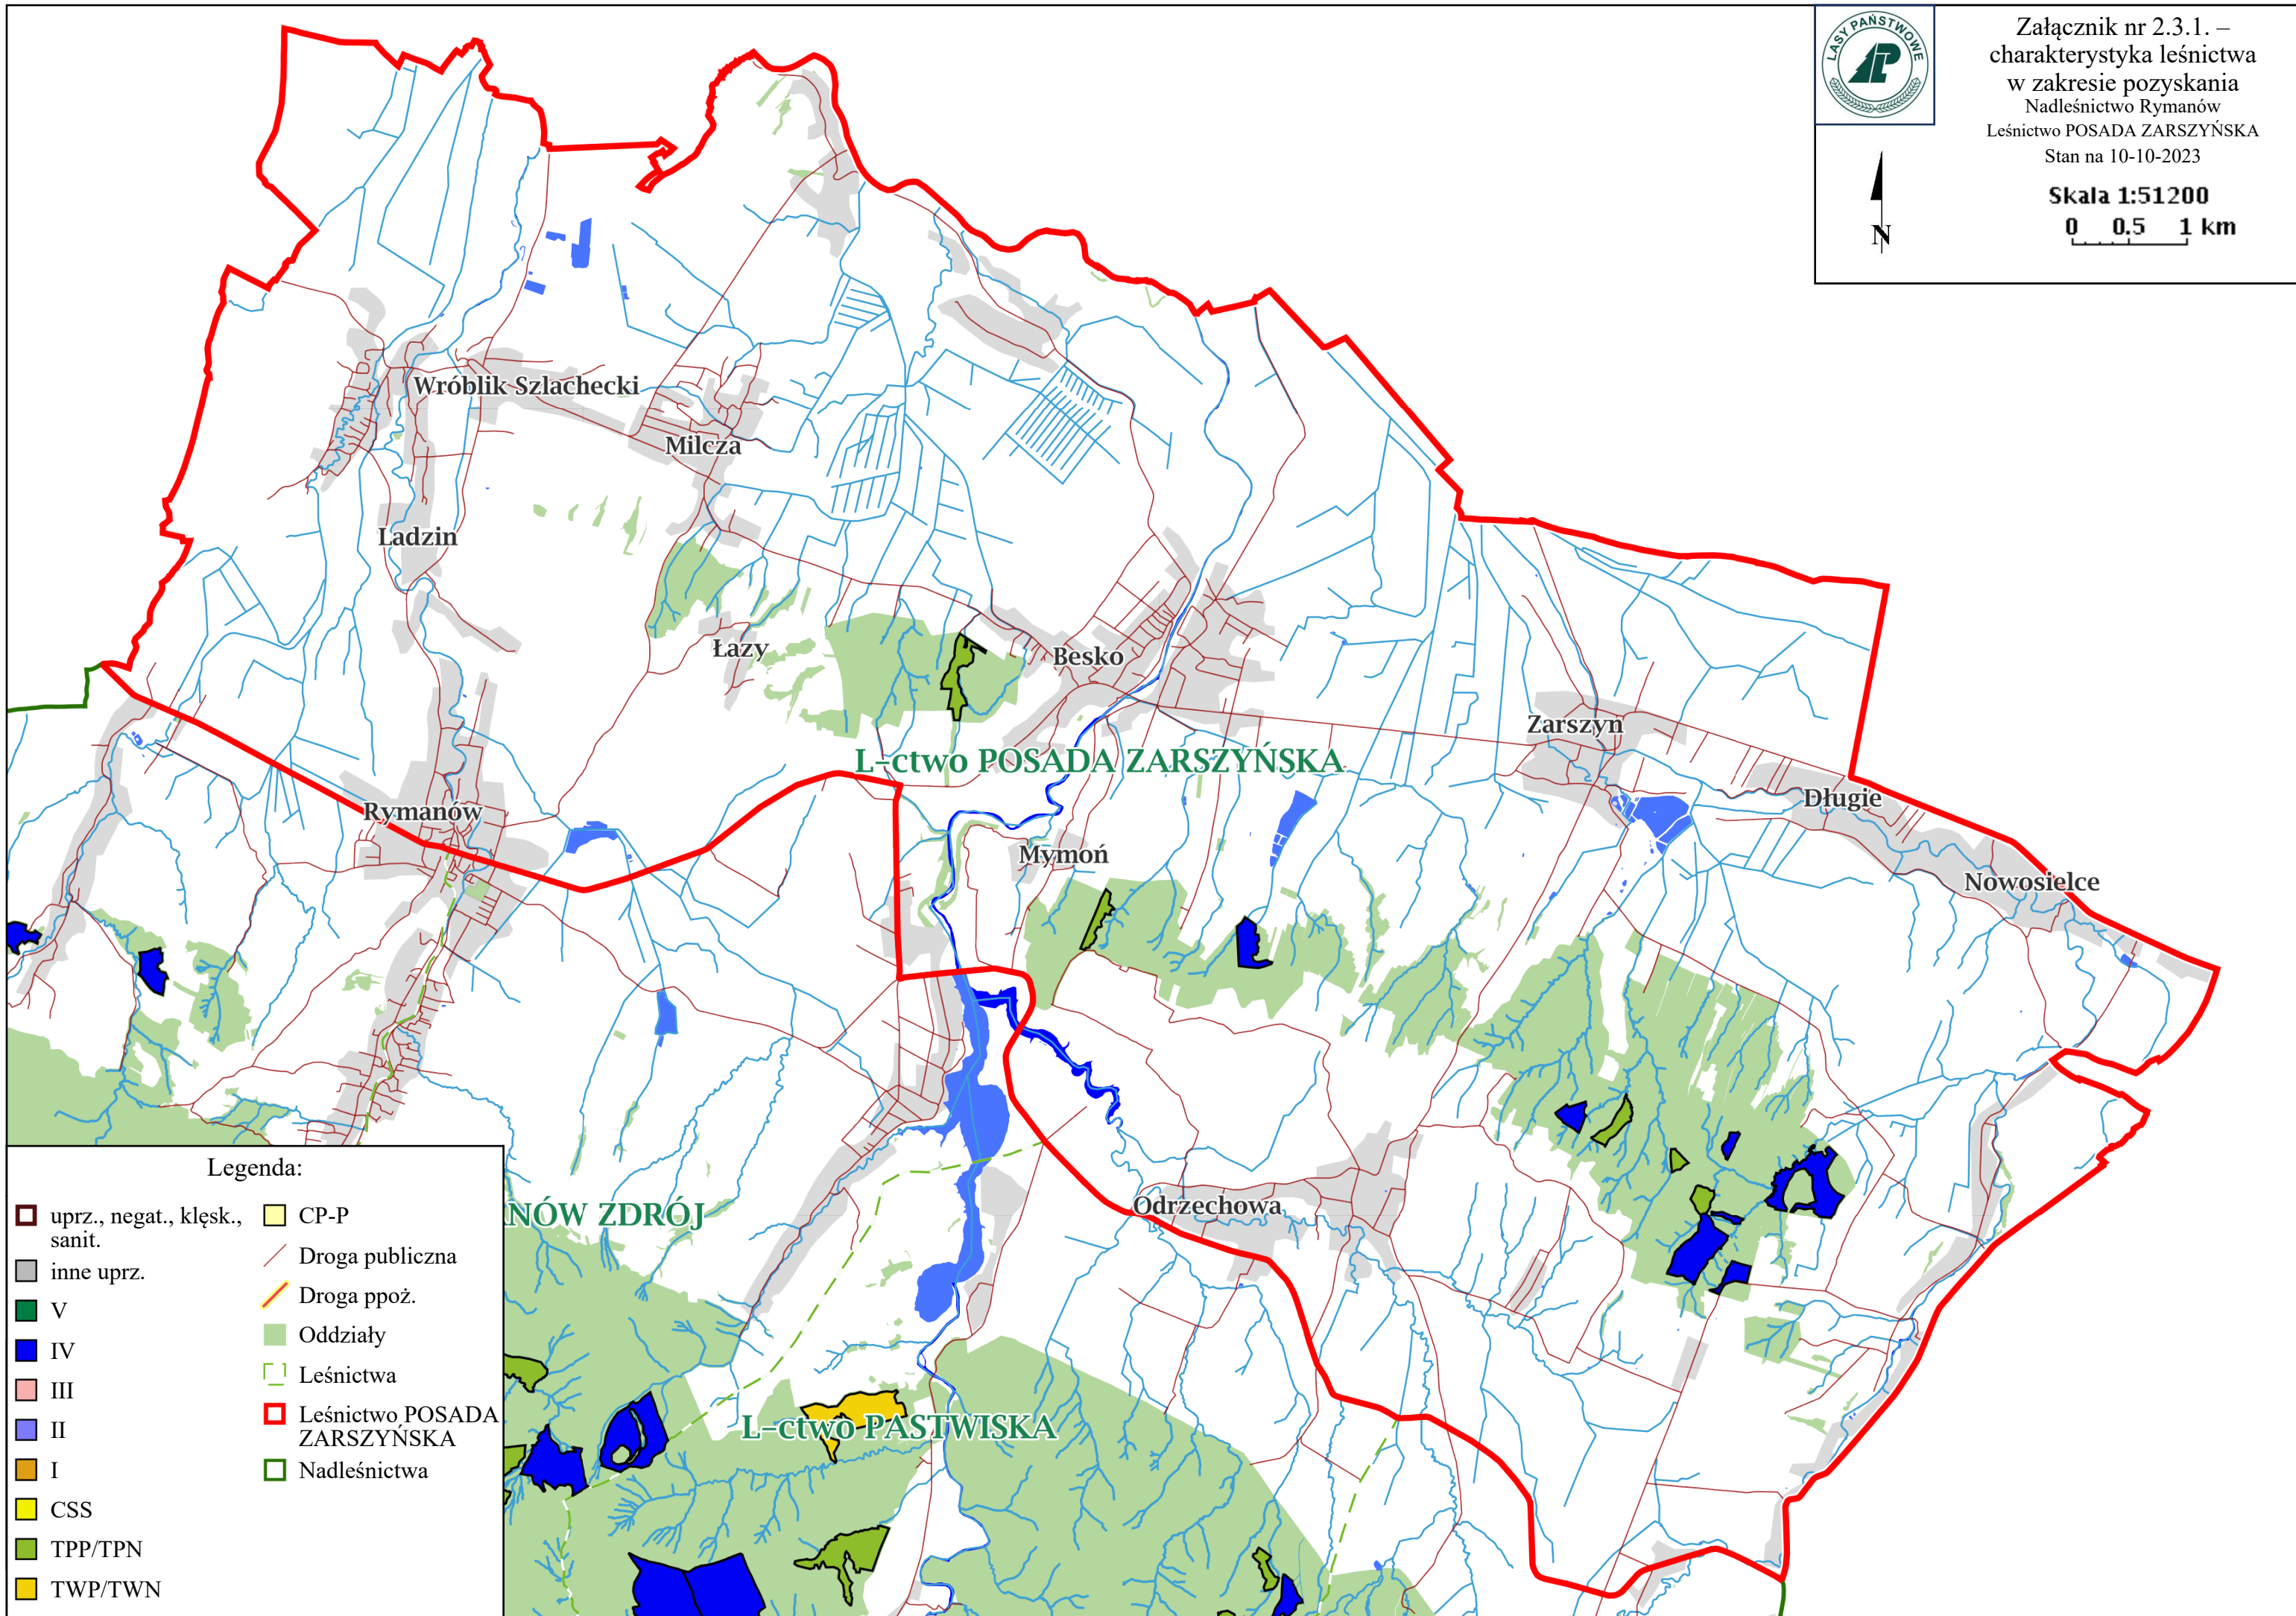 LASY PAŃSTWOWE
LP
Załącznik nr 2.3.1. –
charakterystyka leśnictwa
w zakresie pozyskania
Nadleśnictwo Rymanów
Leśnictwo POSADA ZARSZYŃSKA
Stan na 10-10-2023
Skala 1:51200
0 0.5 1 km
N
Wróblik Szlachecki
Milcza
Ladzin
Łazy
Besko
Zarszyn
L-ctwo POSADA ZARSZYŃSKA
Długie
Rymanów
Mymoń
Nowosielce
Odrzechowa
NÓW ZDRÓJ
L-ctwo PASTWISKA
Legenda:
uprz., negat., klęsk.,
sanit.
inne uprz.
V
IV
III
II
I
CSS
TPP/TPN
TWP/TWN
CP-P
Droga publiczna
Droga ppoż.
Oddziały
Leśnictwa
Leśnictwo POSADA
ZARSZYŃSKA
Nadleśnictwa